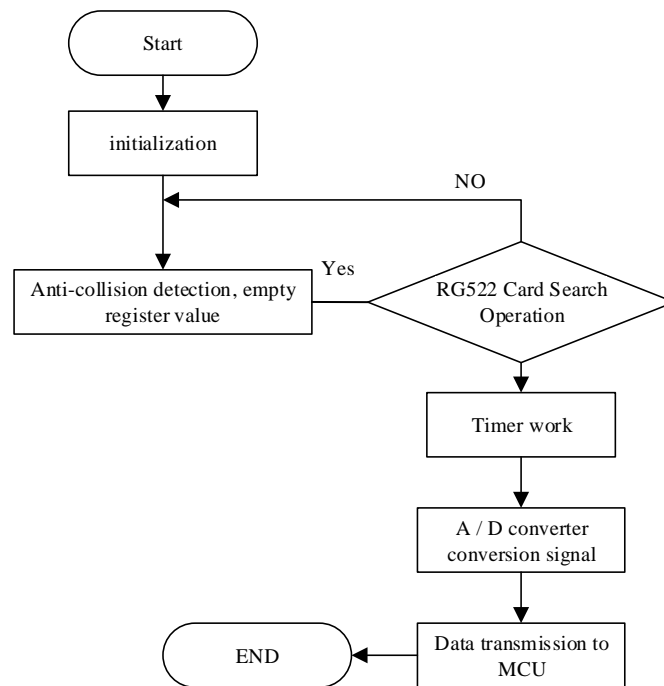 Start
initialization
NO
Yes
Anti-collision detection, empty
register value
RG522 Card Search
Operation
Timer work
A / D converter
conversion signal
Data transmission to
MCU
END